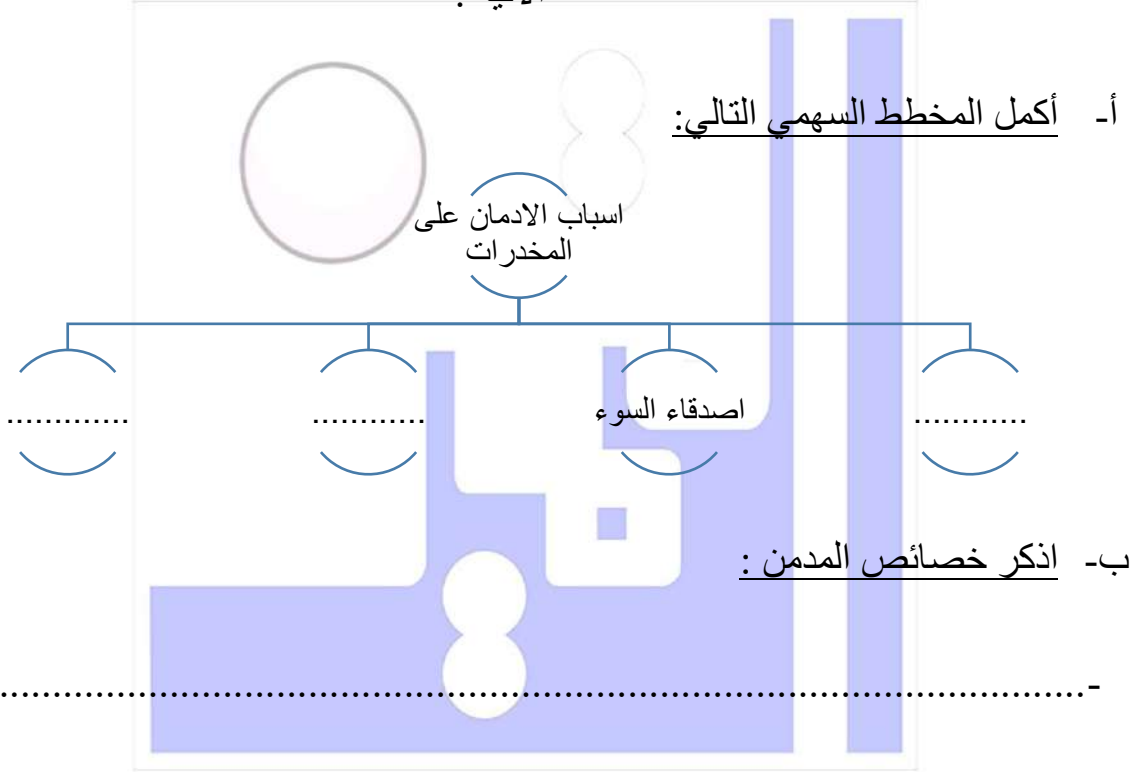 أ- أكمل المخطط السهمي التالي:
اسباب الادمان على
المخدرات
............
اصدقاء السوء
............
.............
ب- اذكر خصائص المدمن :
-........................................................................................................